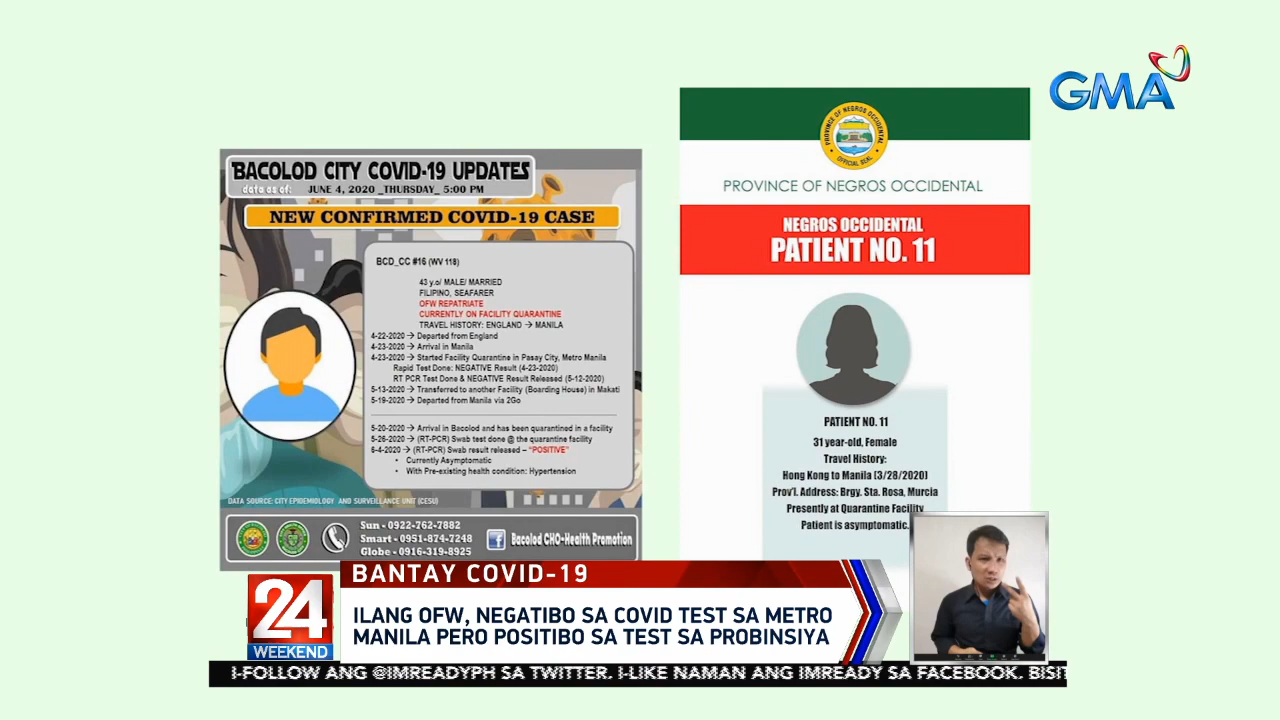 GMA
BACOLOD CITY COVID-19 UPDATES
data as of: JUNE 4, 2020 _THURSDAY_ 5:00 PM
NEW CONFIRMED COVID-19 CASE
BCD_CC #16 (WV 118)
43 y.o/ MALE/ MARRIED
FILIPINO, SEAFARER
OFW REPATRIATE
CURRENTLY ON FACILITY QUARANTINE
TRAVEL HISTORY: ENGLAND → MANILA
4-22-2020 → Departed from England
4-23-2020 → Arrival in Manila
4-23-2020 → Started Facility Quarantine in Pasay City, Metro Manila
Rapid Test Done: NEGATIVE Result (4-23-2020)
RT PCR Test Done & NEGATIVE Result Released (5-12-2020)
5-13-2020 → Transferred to another Facility (Boarding House) in Makati
5-19-2020 → Departed from Manila via 2Go
5-20-2020 → Arrival in Bacolod and has been quarantined in a facility
5-26-2020 → (RT-PCR) Swab test done @ the quarantine facility
6-4-2020 → (RT-PCR) Swab result released – "POSITIVE"
• Currently Asymptomatic
• With Pre-existing health condition: Hypertension
DATA SOURCE: CITY EPIDEMIOLOGY AND SURVEILLANCE UNIT (CESU)
Sun - 0922-762-7882
Smart - 0951-874-7248
Globe - 0916-319-8925
Bacolod CHO-Health Promotion
PROVINCE OF NEGROS OCCIDENTAL
OFFICIAL SEAL
PROVINCE OF NEGROS OCCIDENTAL
NEGROS OCCIDENTAL
PATIENT NO. 11
PATIENT NO. 11
31 year-old, Female
Travel History:
Hong Kong to Manila (3/28/2020)
Prov'l. Address: Brgy. Sta. Rosa, Murcia
Presently at Quarantine Facility
Patient is asymptomatic.
24
WEEKEND
BANTAY COVID-19
ILANG OFW, NEGATIBO SA COVID TEST SA METRO
MANILA PERO POSITIBO SA TEST SA PROBINSIYA
I-FOLLOW ANG @IMREADYPH SA TWITTER. I-LIKE NAMAN ANG IMREADY SA FACEBOOK. BISI